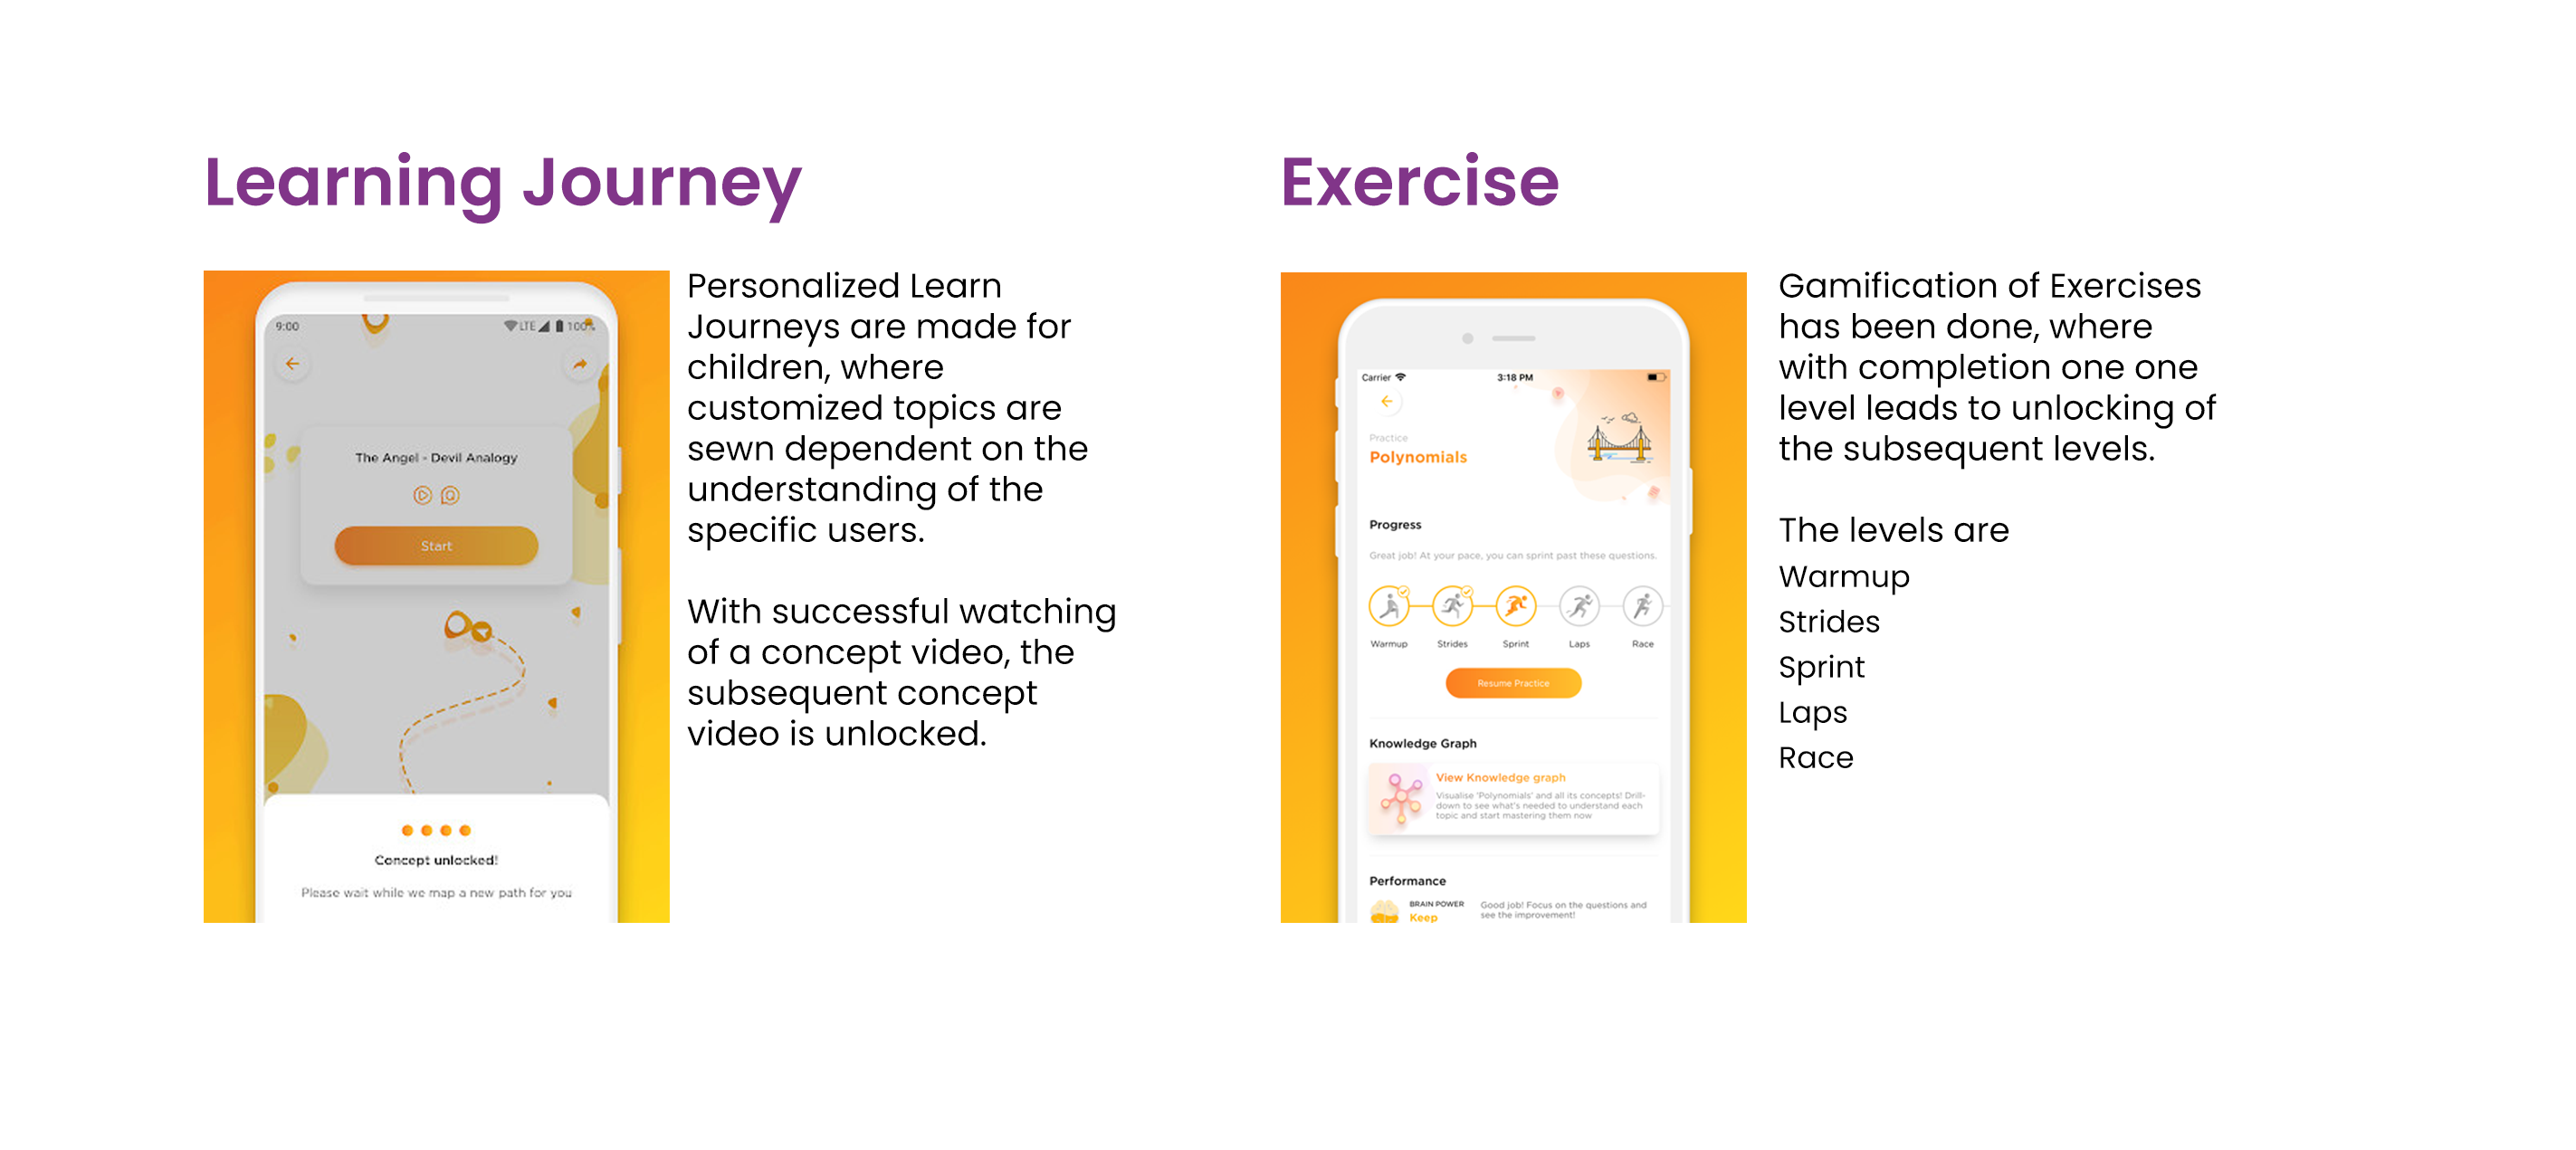 Learning Journey
9:00
LTE
100%
The Angel - Devil Analogy
Start
Concept unlocked!
Please wait while we map a new path for you
Personalized Learn
Journeys are made for
children, where
customized topics are
sewn dependent on the
understanding of the
specific users.
With successful watching
of a concept video, the
subsequent concept
video is unlocked.
Exercise
Carrier
3:18 PM
Practice
Polynomials
Progress
Great job! At your pace, you can sprint past these questions.
Warmup Strides Sprint Laps Race
Resume Practice
Knowledge Graph
View Knowledge graph
Visualise 'Polynomials' and all its concepts! Drill-
down to see what's needed to understand each
topic and start mastering them now
Performance
BRAIN POWER
Keep
Good job! Focus on the questions and
see the improvement!
Gamification of Exercises
has been done, where
with completion one one
level leads to unlocking of
the subsequent levels.
The levels are
Warmup
Strides
Sprint
Laps
Race